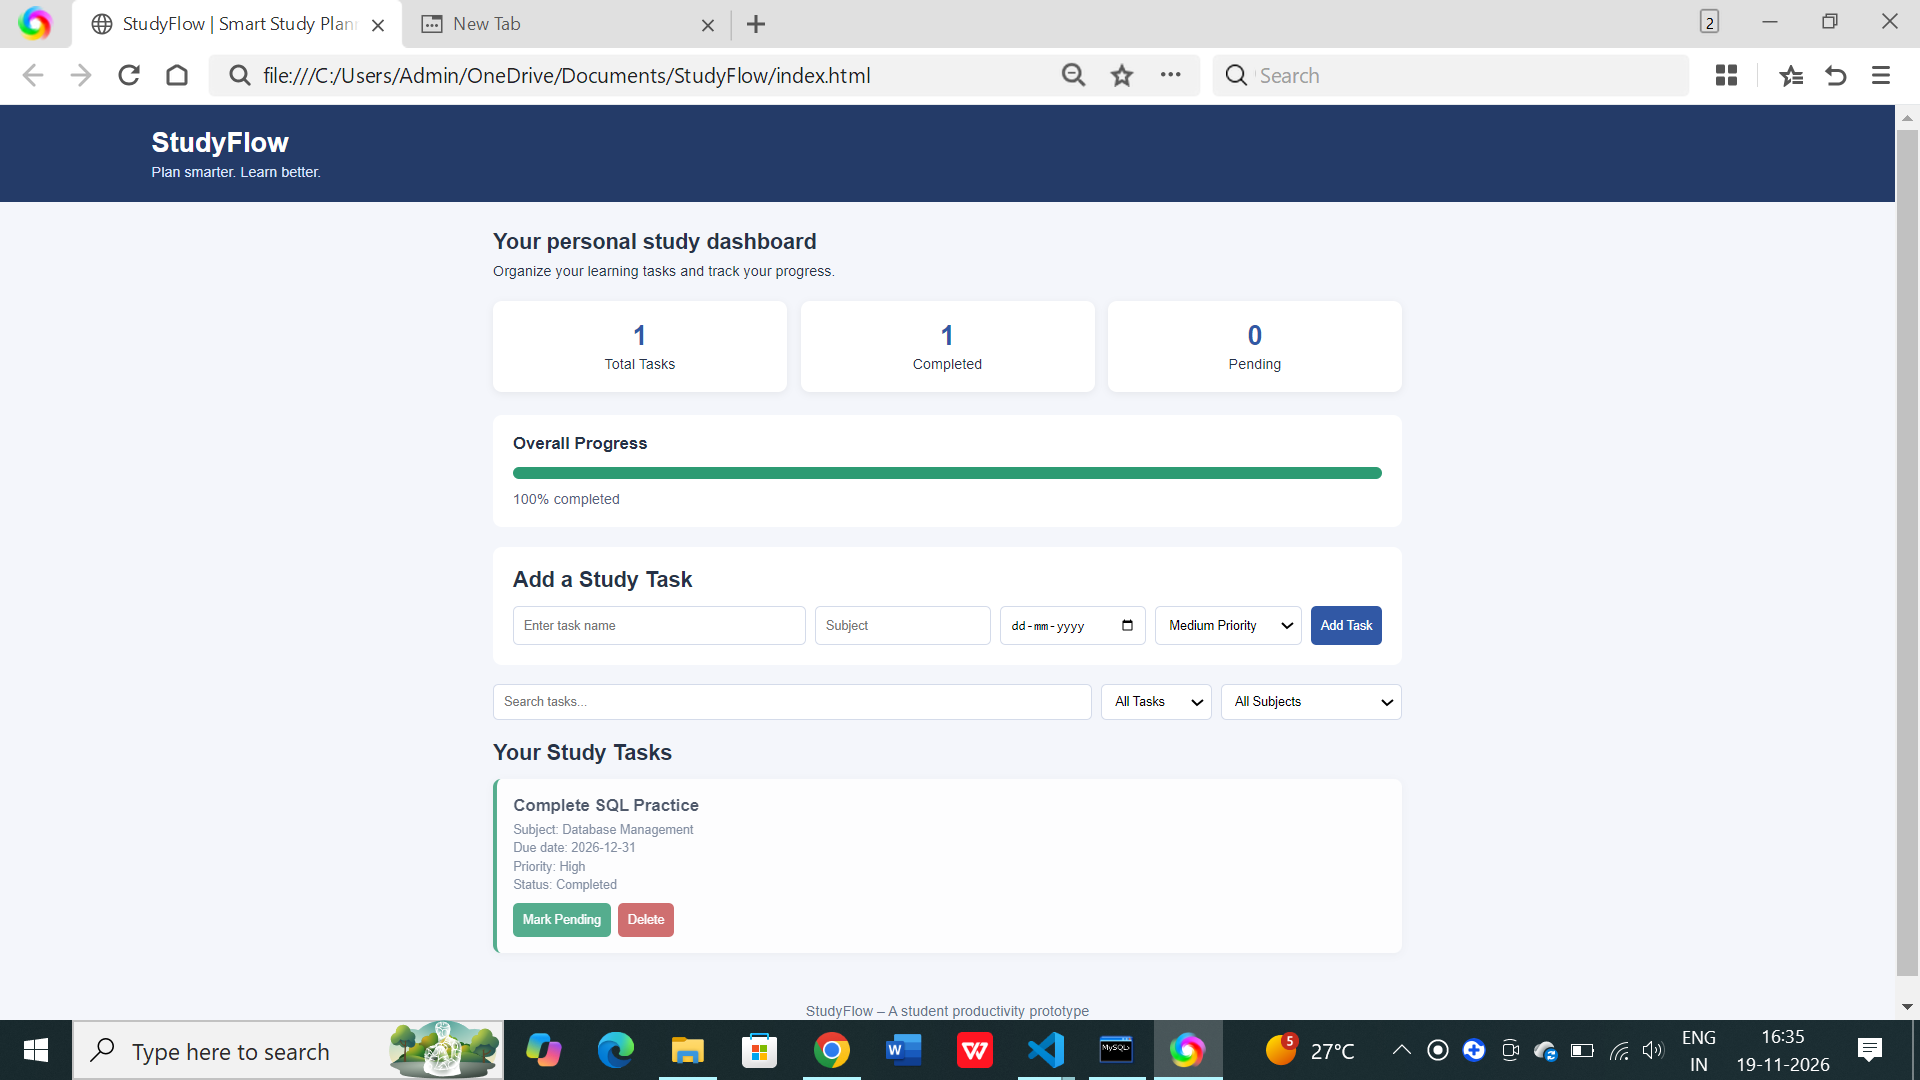 StudyFlow | Smart Study Plan
New Tab
2
file:///C:/Users/Admin/OneDrive/Documents/StudyFlow/index.html
Search
StudyFlow
Plan smarter. Learn better.
Your personal study dashboard
Organize your learning tasks and track your progress.
1
Total Tasks
1
Completed
0
Pending
Overall Progress
100% completed
Add a Study Task
Enter task name
Subject
dd-mm-yyyy
Medium Priority
Add Task
Search tasks...
All Tasks
All Subjects
Your Study Tasks
Complete SQL Practice
Subject: Database Management
Due date: 2026-12-31
Priority: High
Status: Completed
Mark Pending
Delete
StudyFlow – A student productivity prototype
Type here to search
W
W
MySQL
5
27°C
ENG
IN
16:35
19-11-2026